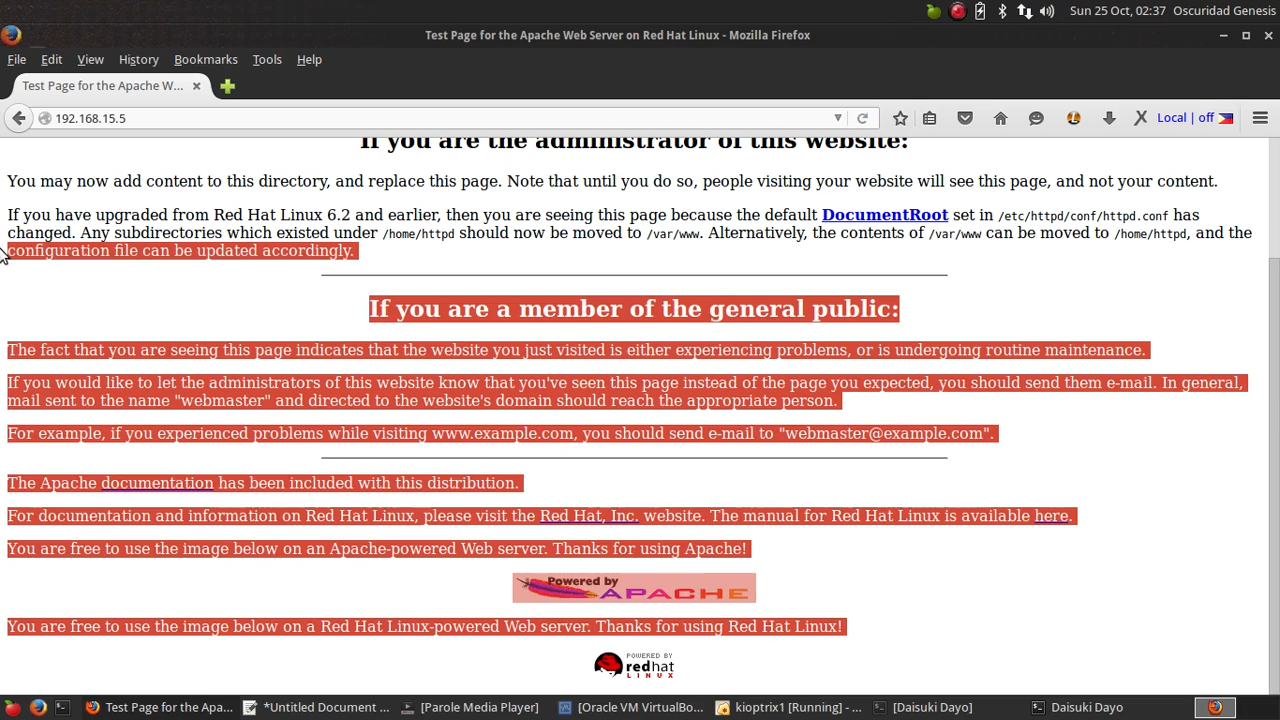 Sun 25 Oct, 02:37 Oscuridad Genesis
Test Page for the Apache Web Server on Red Hat Linux - Mozilla Firefox
File Edit View History Bookmarks Tools Help
Test Page for the Apache W...
192.168.15.5
Local | off
If you are the administrator of this website:
You may now add content to this directory, and replace this page. Note that until you do so, people visiting your website will see this page, and not your content.
If you have upgraded from Red Hat Linux 6.2 and earlier, then you are seeing this page because the default DocumentRoot set in /etc/httpd/conf/httpd.conf has
changed. Any subdirectories which existed under /home/httpd should now be moved to /var/www. Alternatively, the contents of /var/www can be moved to /home/httpd, and the
configuration file can be updated accordingly.
If you are a member of the general public:
The fact that you are seeing this page indicates that the website you just visited is either experiencing problems, or is undergoing routine maintenance.
If you would like to let the administrators of this website know that you've seen this page instead of the page you expected, you should send them e-mail. In general,
mail sent to the name "webmaster" and directed to the website's domain should reach the appropriate person.
For example, if you experienced problems while visiting www.example.com, you should send e-mail to "webmaster@example.com".
The Apache documentation has been included with this distribution.
For documentation and information on Red Hat Linux, please visit the Red Hat, Inc. website. The manual for Red Hat Linux is available here.
You are free to use the image below on an Apache-powered Web server. Thanks for using Apache!
Powered by
APACHE
You are free to use the image below on a Red Hat Linux-powered Web server. Thanks for using Red Hat Linux!
POWERED BY
redhat
LINUX
Test Page for the Apa... *Untitled Document ... [Parole Media Player] [Oracle VM VirtualBo... kioptrix1 [Running] - ... [Daisuki Dayo] Daisuki Dayo